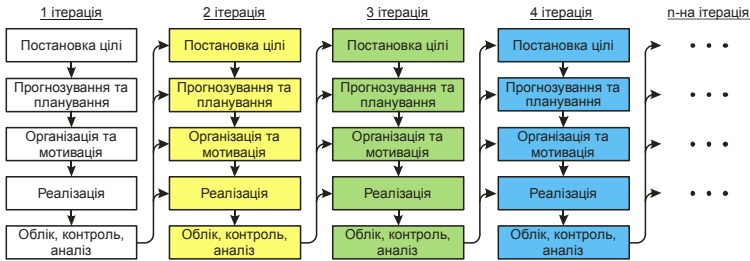 1 ітерація
Постановка цілі
Прогнозування та
планування
Організація та
мотивація
Реалізація
Облік, контроль,
аналіз
2 ітерація
Постановка цілі
Прогнозування та
планування
Організація та
мотивація
Реалізація
Облік, контроль,
аналіз
3 ітерація
Постановка цілі
Прогнозування та
планування
Організація та
мотивація
Реалізація
Облік, контроль,
аналіз
4 ітерація
Постановка цілі
Прогнозування та
планування
Організація та
мотивація
Реалізація
Облік, контроль,
аналіз
n-на ітерація
• • •
• • •
• • •
• • •